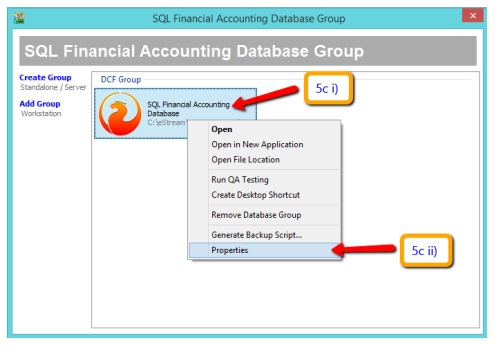 SQL Financial Accounting Database Group
SQL Financial Accounting Database Group
Create Group
Standalone / Server
Add Group
Workstation
DCF Group
SQL Financial Accounting
Database
C:\eStream
5c i)
Open
Open in New Application
Open File Location
Run QA Testing
Create Desktop Shortcut
Remove Database Group
Generate Backup Script...
Properties
5c ii)